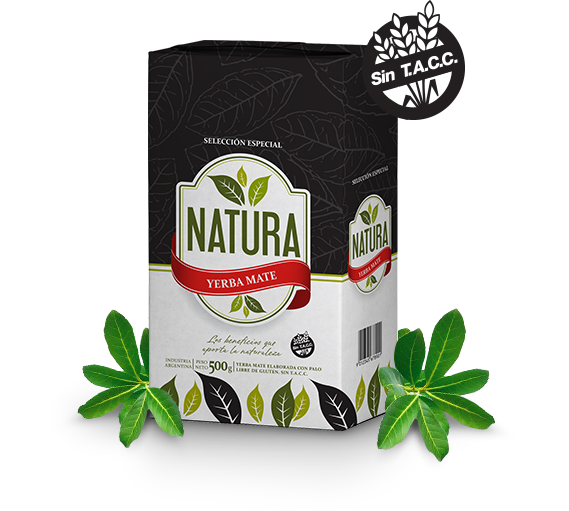 Sin T.A.C.C.
SELECCIÓN ESPECIAL
NATURA
YERBA MATE
Los beneficios que
aporta la naturaleza
Sin T.A.C.C.
INDUSTRIA
ARGENTINA
PESO
NETO
500g
YERBA MATE ELABORADA CON PALO
LIBRE DE GLUTEN. SIN T.A.C.C.
SELECCIÓN ESPECIAL
NATURA
YERBA MATE